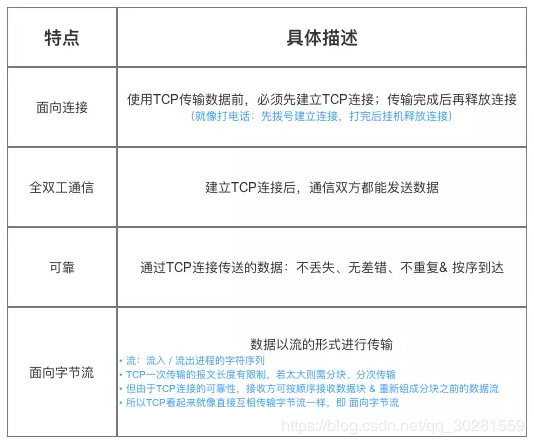 特点
具体描述
面向连接
使用TCP传输数据前，必须先建立TCP连接；传输完成后再释放连接
（就像打电话：先拨号建立连接，打完后挂机释放连接）
全双工通信
建立TCP连接后，通信双方都能发送数据
可靠
通过TCP连接传送的数据：不丢失、无差错、不重复& 按序到达
面向字节流
数据以流的形式进行传输
• 流：流入 / 流出进程的字符序列
• TCP一次传输的报文长度有限制，若太大则需分块、分次传输
• 但由于TCP连接的可靠性，接收方可按顺序接收数据块 & 重新组成分块之前的数据流
• 所以TCP看起来就像直接互相传输字节流一样，即 面向字节流
https://blog.csdn.net/qq_30281559